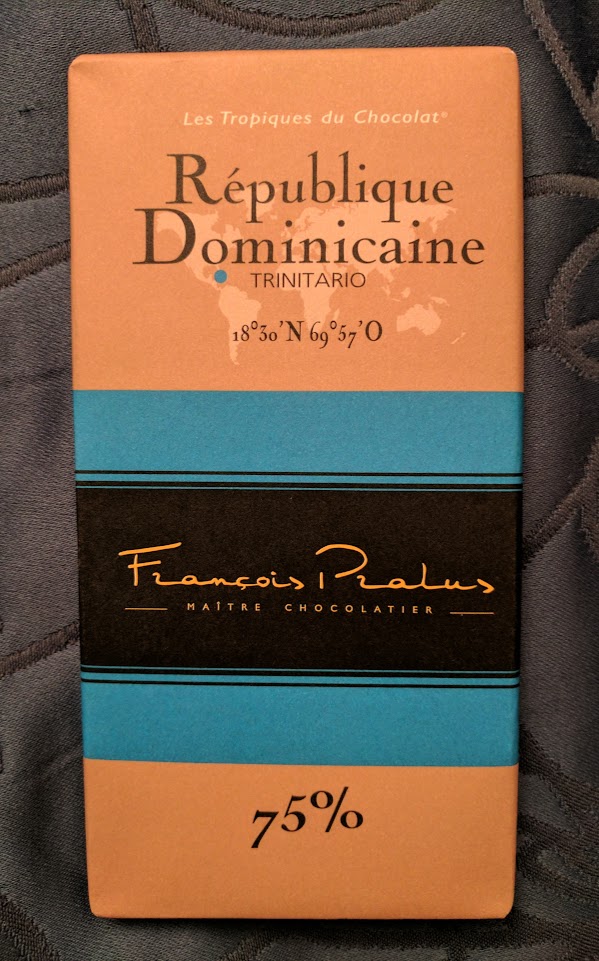 Les Tropiques du Chocolat®
République
Dominicaine
TRINITARIO
18°30'N 69°57'O
François Pralus
MAÎTRE CHOCOLATIER
75%